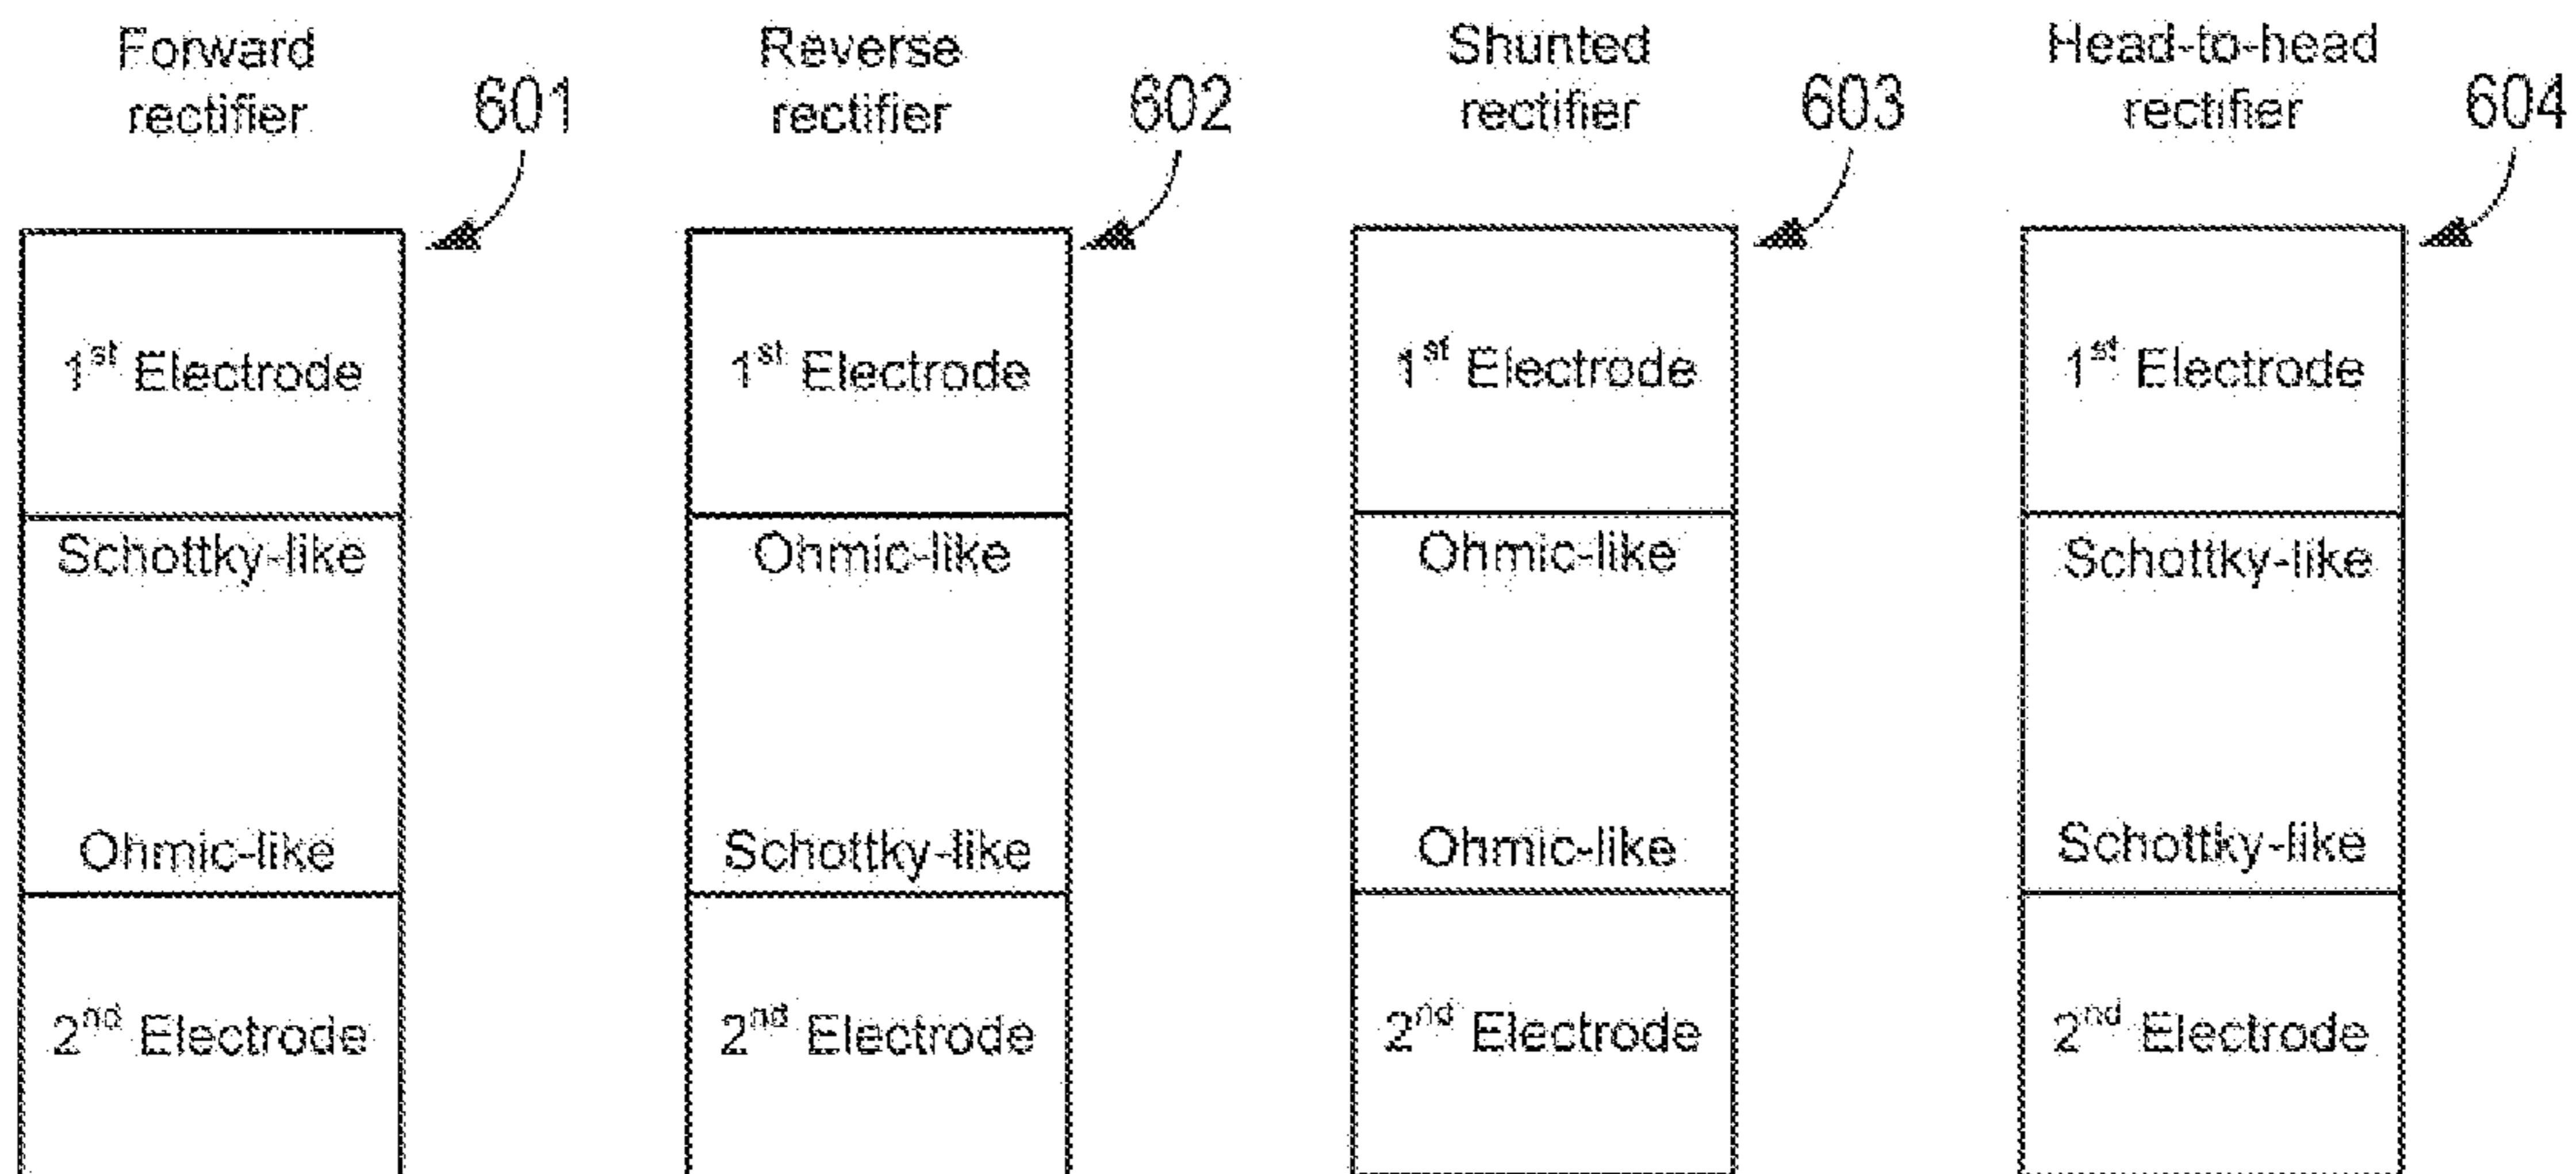 Forward
rectifier
601
Reverse
rectifier
602
Shunted
rectifier
603
Head-to-head
rectifier
604
1st Electrode
Schottky-like
Ohmic-like
2nd Electrode
1st Electrode
Ohmic-like
Schottky-like
2nd Electrode
1st Electrode
Ohmic-like
Ohmic-like
2nd Electrode
1st Electrode
Schottky-like
Schottky-like
2nd Electrode